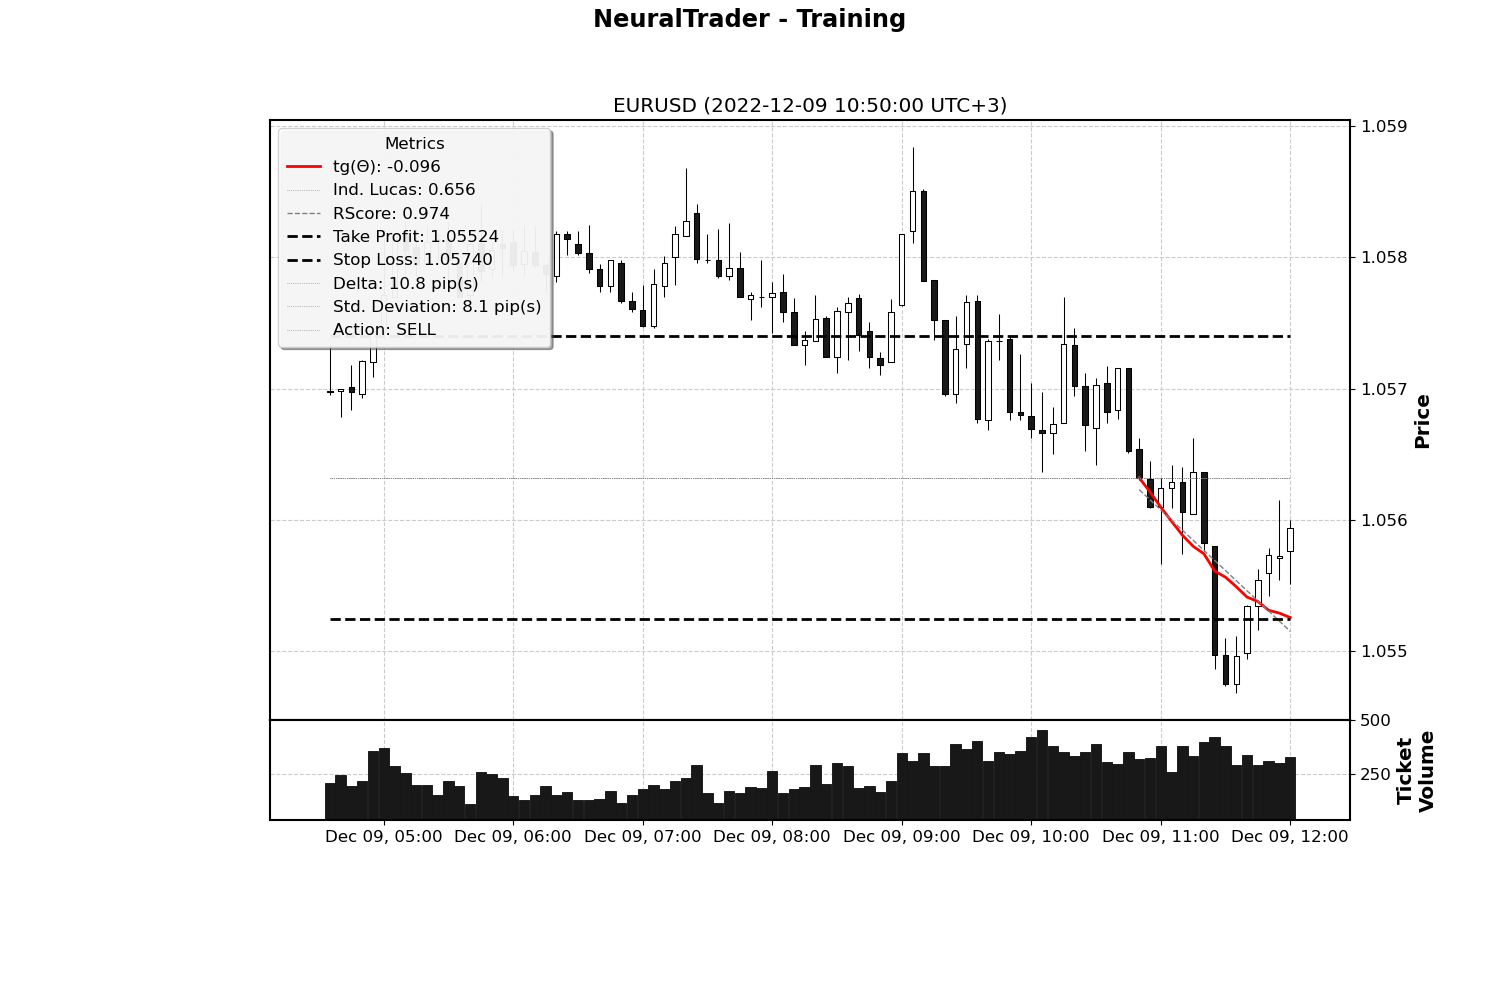 NeuralTrader - Training
EURUSD (2022-12-09 10:50:00 UTC+3)
Metrics
tg(Θ): -0.096
Ind. Lucas: 0.656
RScore: 0.974
Take Profit: 1.05524
Stop Loss: 1.05740
Delta: 10.8 pip(s)
Std. Deviation: 8.1 pip(s)
Action: SELL
1.059
1.058
1.057
1.056
1.055
Price
500
250
Ticket
Volume
Dec 09, 05:00
Dec 09, 06:00
Dec 09, 07:00
Dec 09, 08:00
Dec 09, 09:00
Dec 09, 10:00
Dec 09, 11:00
Dec 09, 12:00